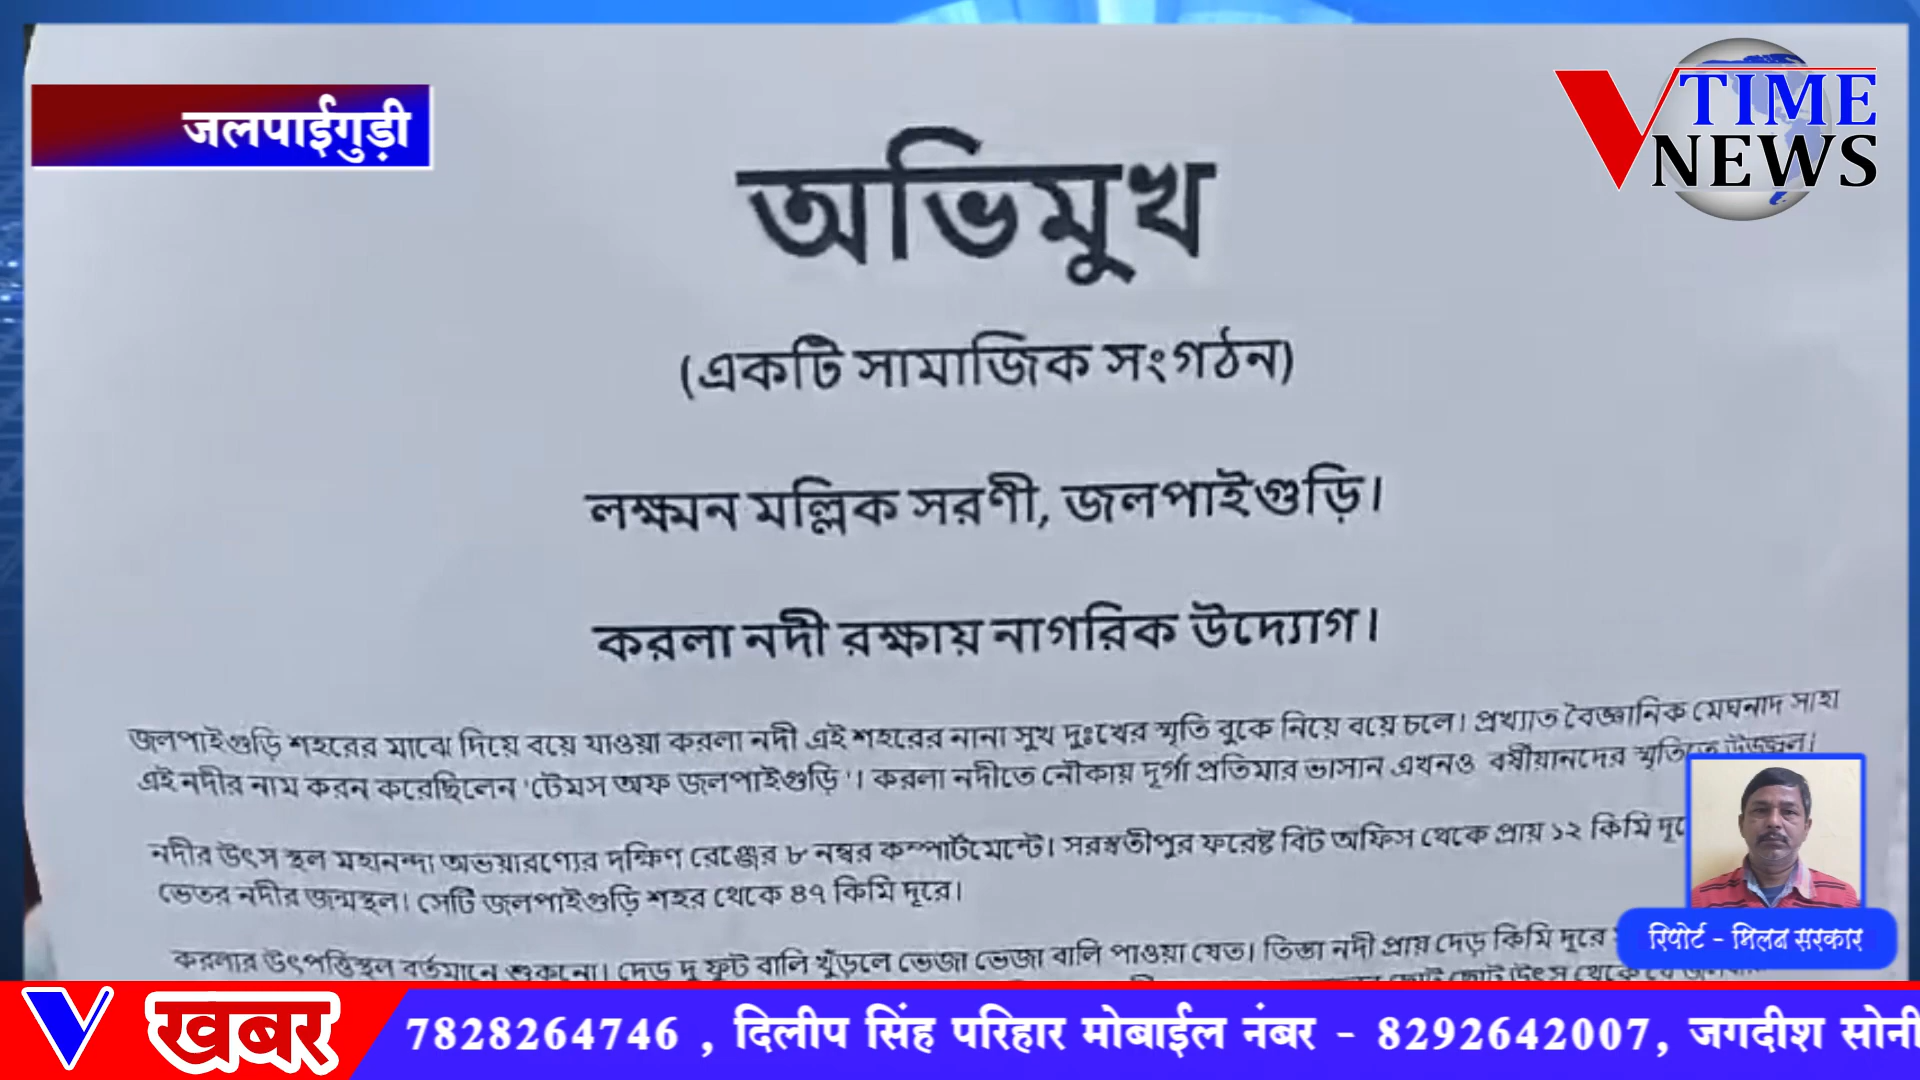 जलपाईगुड़ी
V TIME
NEWS
অভিমুখ
(একটি সামাজিক সংগঠন)
লক্ষ্মন মল্লিক সরণী, জলপাইগুড়ি।
করলা নদী রক্ষায় নাগরিক উদ্যোগ।
জলপাইগুড়ি শহরের মাঝে দিয়ে বয়ে যাওয়া করলা নদী এই শহরের নানা সুখ দুঃখের স্মৃতি বুকে নিয়ে বয়ে চলে। প্রখ্যাত বৈজ্ঞানিক মেঘনাদ সাহা
এই নদীর নাম করন করেছিলেন 'টেমস অফ জলপাইগুড়ি '। করলা নদীতে নৌকায় দূর্গা প্রতিমার ভাসান এখনও বর্ষীয়ানদের স্মৃতিতে উজ্জ্বল।
নদীর উৎস স্থল মহানন্দা অভয়ারণ্যের দক্ষিণ রেঞ্জের ৮ নম্বর কম্পার্টমেন্টে। সরস্বতীপুর ফরেষ্ট বিট অফিস থেকে প্রায় ১২ কিমি
ভেতর নদীর জন্মস্থল। সেটি জলপাইগুড়ি শহর থেকে ৪৭ কিমি দূরে।
করলার উৎপত্তিস্থল বর্তমানে শুকনো। দেড় দু ফুট বালি খুঁড়লে ভেজা ভেজা বালি পাওয়া যেত। তিস্তা নদী প্রায় দেড় কিমি দূরে
ছোট ছোট উৎস থেকে যে
रिपोर्ट - मिलन सरकार
V खबर
7828264746 , दिलीप सिंह परिहार मोबाईल नंबर - 8292642007, जगदीश सोनी